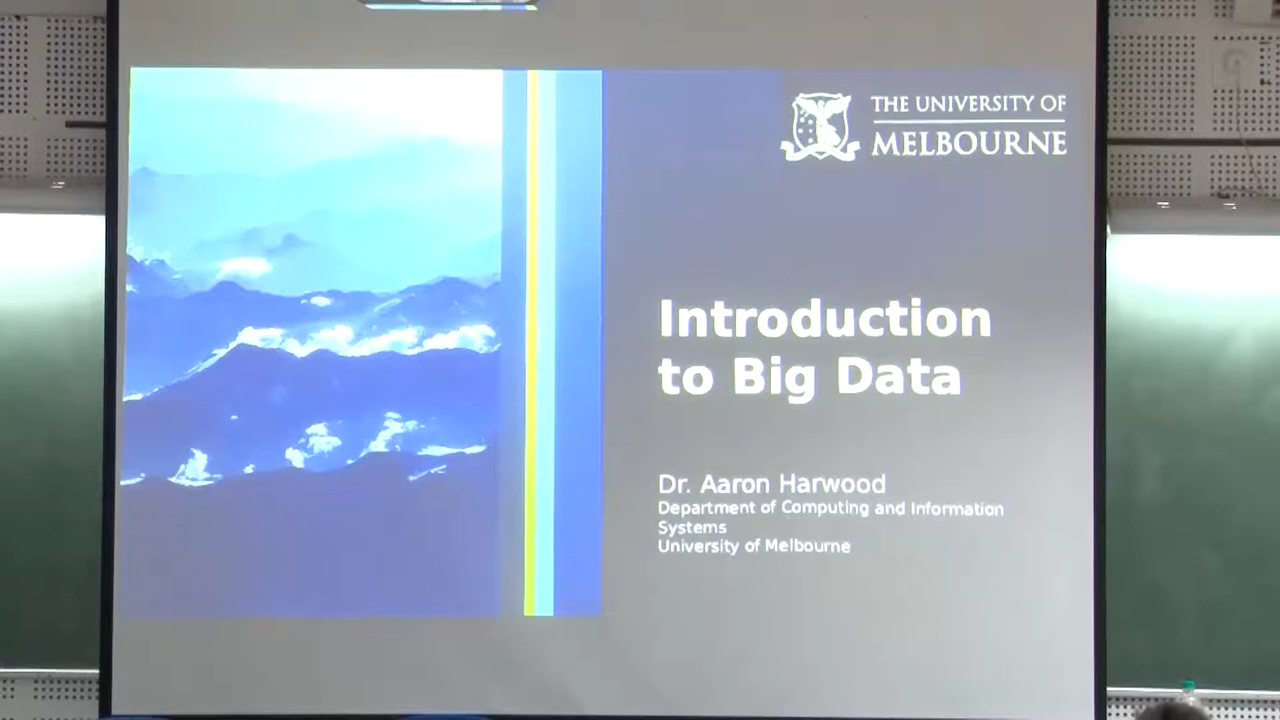 THE UNIVERSITY OF
MELBOURNE
Introduction
to Big Data
Dr. Aaron Harwood
Department of Computing and Information
Systems
University of Melbourne